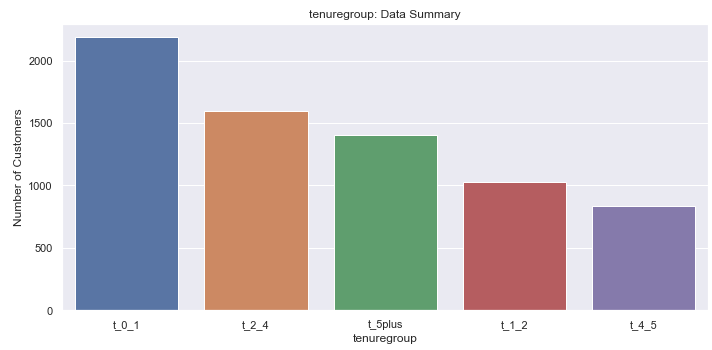 tenuregroup: Data Summary
Number of Customers
2000
1500
1000
500
0
t_0_1 t_2_4 t_5plus t_1_2 t_4_5
tenuregroup